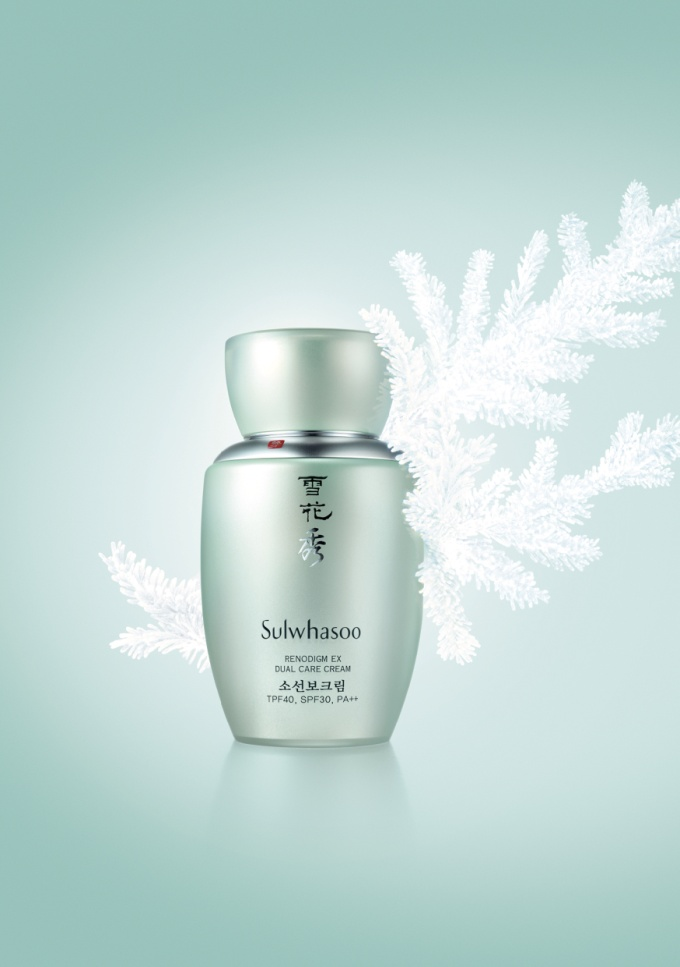 雪
花
秀
Sulwhasoo
RENODIGM EX
DUAL CARE CREAM
소선보크림
TPF40, SPF30, PA++